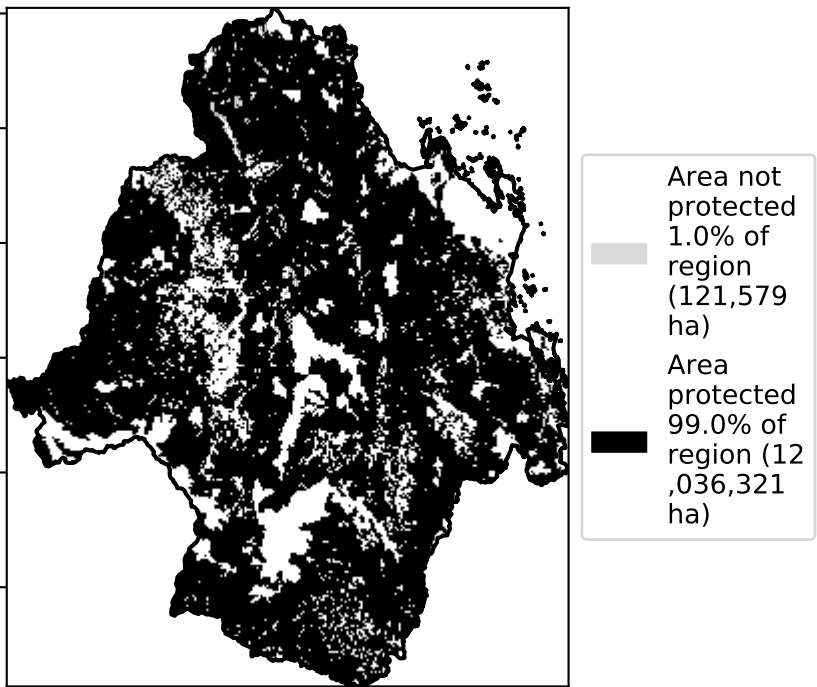 Area not
protected
1.0% of
region
(121,579
ha)
Area
protected
99.0% of
region (12
,036,321
ha)